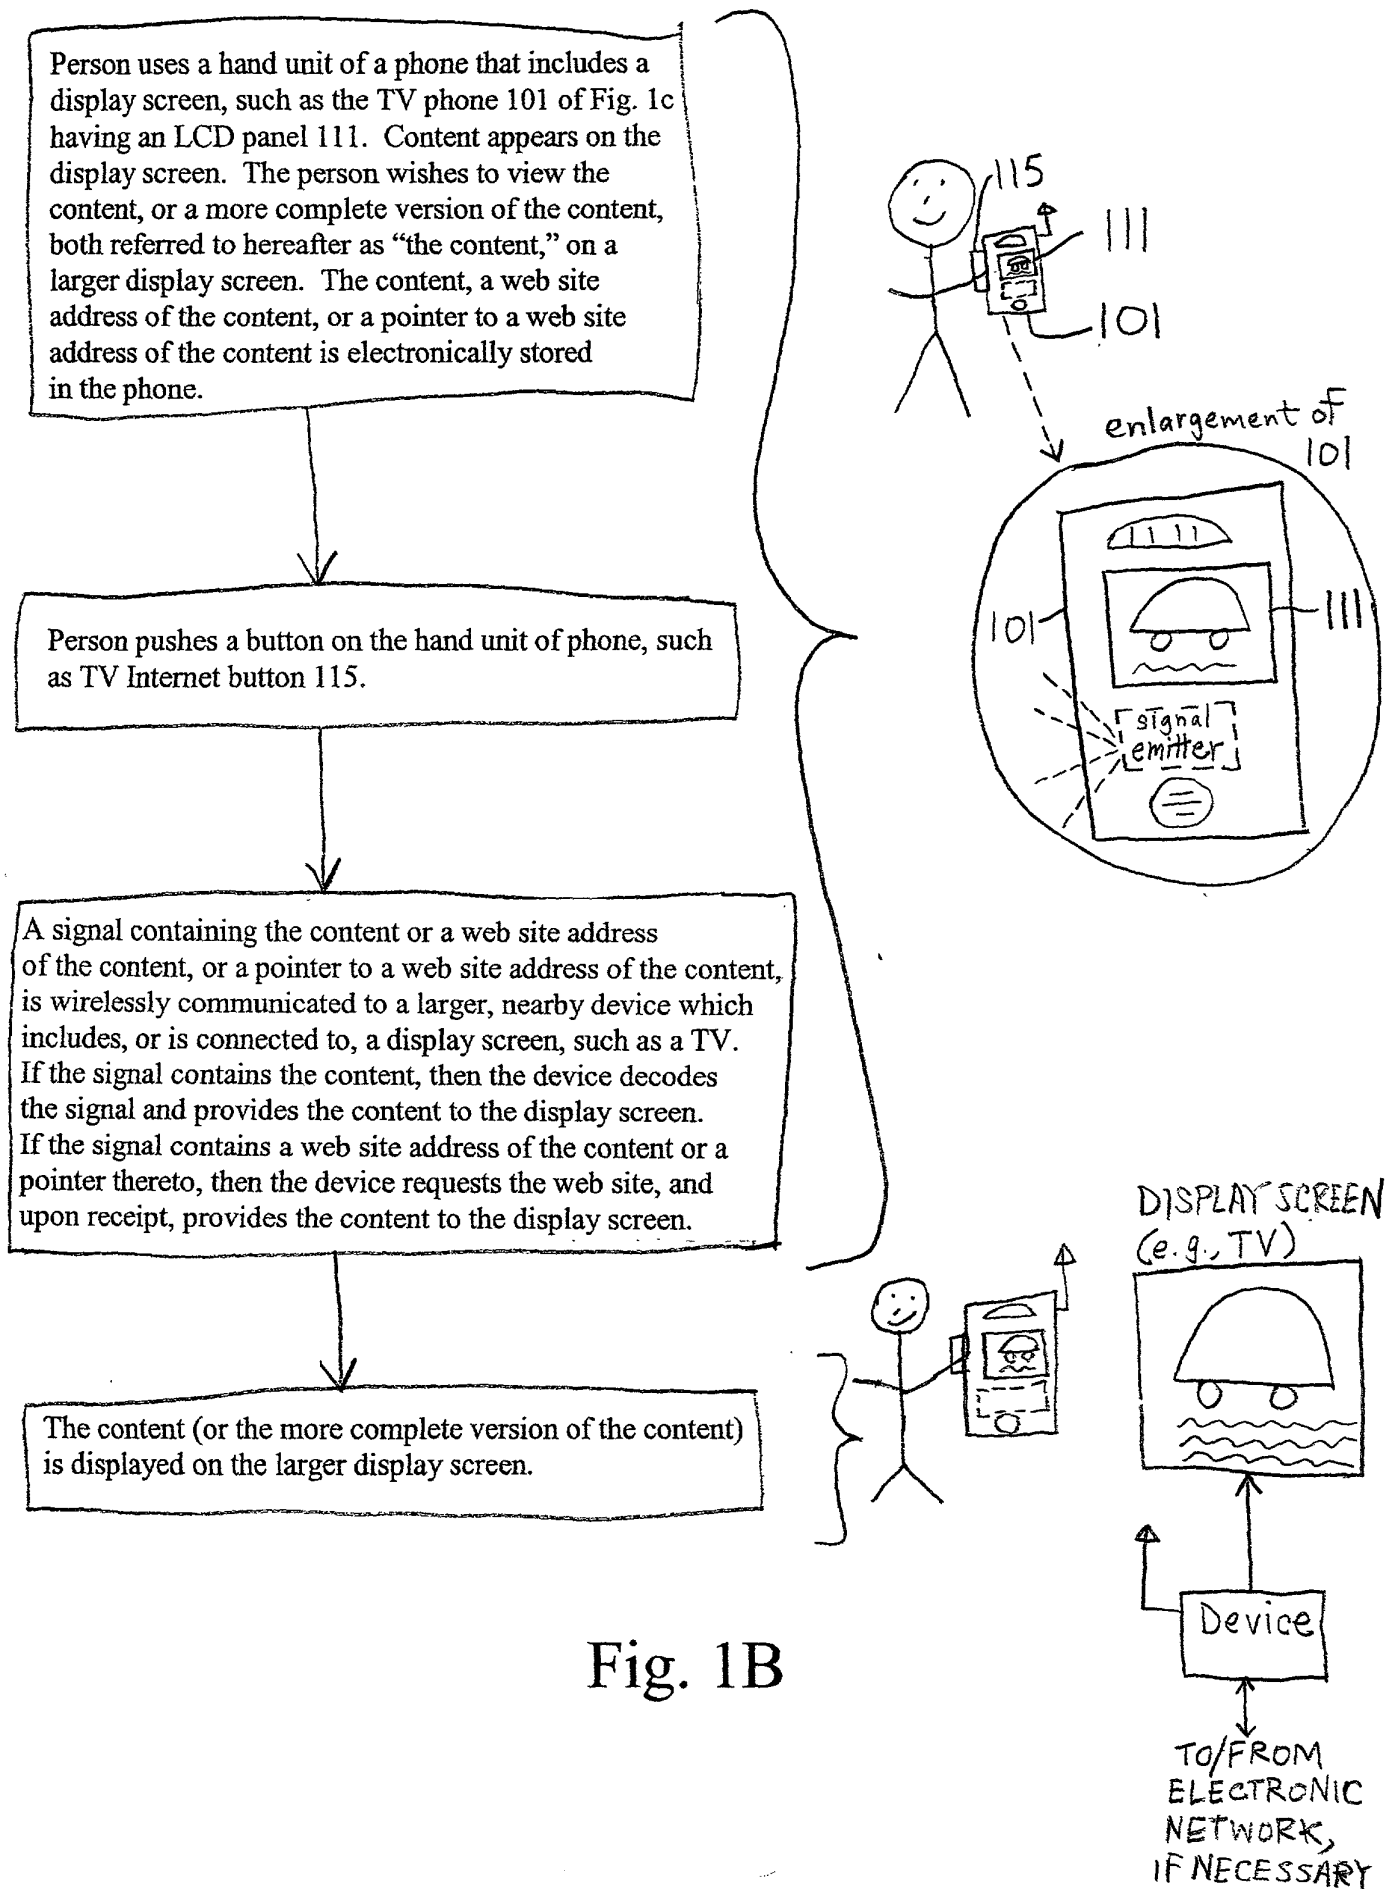 Person uses a hand unit of a phone that includes a
display screen, such as the TV phone 101 of Fig. 1c
having an LCD panel 111. Content appears on the
display screen. The person wishes to view the
content, or a more complete version of the content,
both referred to hereafter as “the content,” on a
larger display screen. The content, a web site
address of the content, or a pointer to a web site
address of the content is electronically stored
in the phone.
115
111
101
enlargement of
101
101
111
signal
emitter
Person pushes a button on the hand unit of phone, such
as TV Internet button 115.
A signal containing the content or a web site address
of the content, or a pointer to a web site address of the content,
is wirelessly communicated to a larger, nearby device which
includes, or is connected to, a display screen, such as a TV.
If the signal contains the content, then the device decodes
the signal and provides the content to the display screen.
If the signal contains a web site address of the content or a
pointer thereto, then the device requests the web site, and
upon receipt, provides the content to the display screen.
The content (or the more complete version of the content)
is displayed on the larger display screen.
DISPLAY SCREEN
(e.g., TV)
Device
TO/FROM
ELECTRONIC
NETWORK,
IF NECESSARY
Fig. 1B